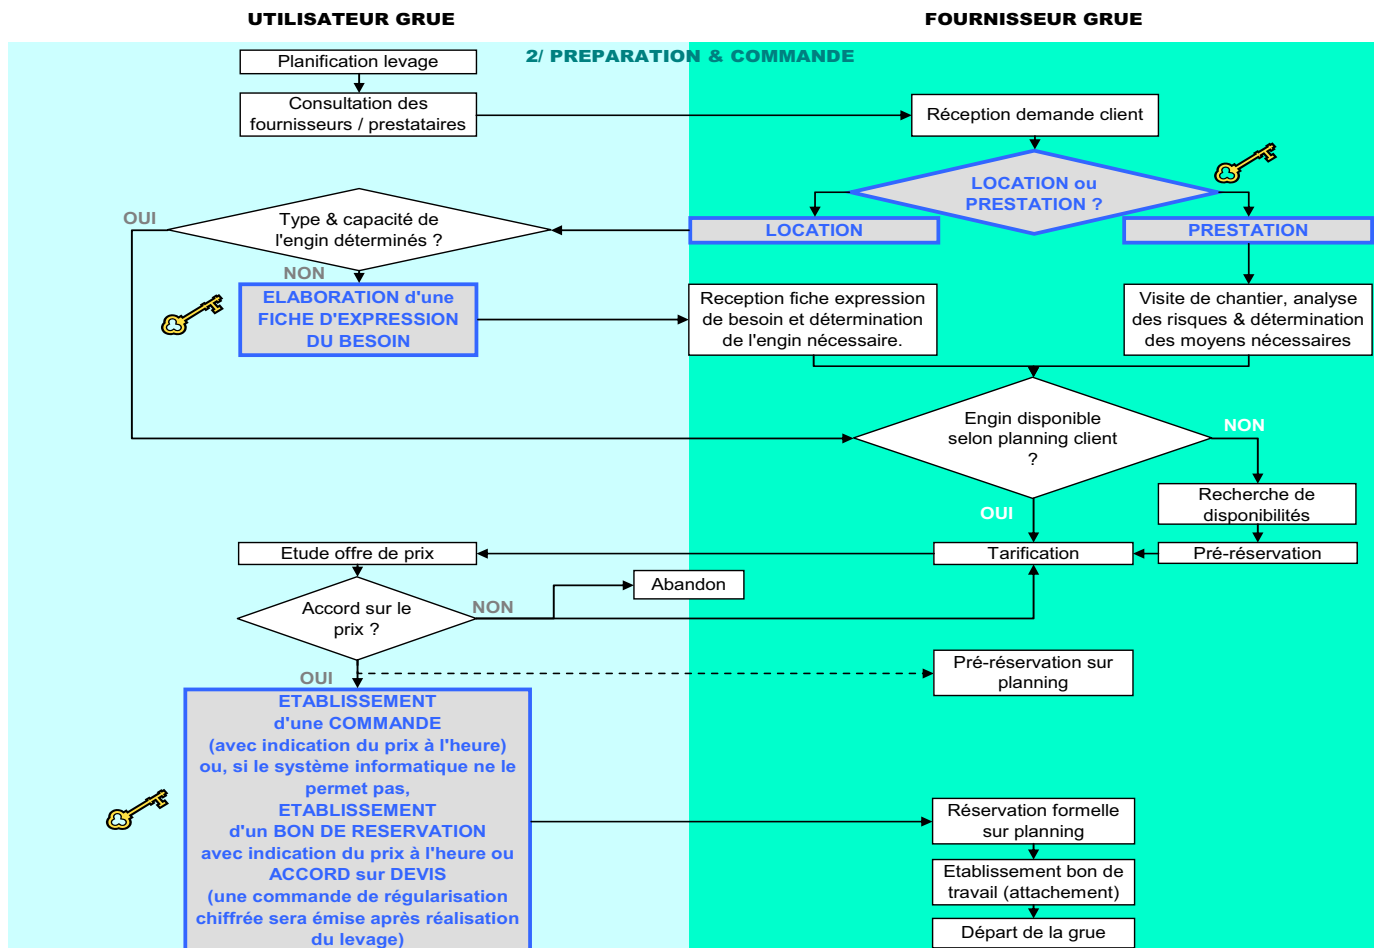 UTILISATEUR GRUE
FOURNISSEUR GRUE
2/ PREPARATION & COMMANDE
Planification levage
Consultation des
fournisseurs / prestataires
Réception demande client
LOCATION ou
PRESTATION ?
OUI
Type & capacité de
l'engin déterminés ?
LOCATION
PRESTATION
NON
ELABORATION d'une
FICHE D'EXPRESSION
DU BESOIN
Reception fiche expression
de besoin et détermination
de l'engin nécessaire.
Visite de chantier, analyse
des risques & détermination
des moyens nécessaires
Engin disponible
selon planning client
?
NON
Recherche de
disponibilités
OUI
Etude offre de prix
Tarification
Pré-réservation
Abandon
Accord sur le
prix ?
NON
Pré-réservation sur
planning
OUI
ETABLISSEMENT
d'une COMMANDE
(avec indication du prix à l'heure)
ou, si le système informatique ne le
permet pas,
ETABLISSEMENT
d'un BON DE RESERVATION
avec indication du prix à l'heure ou
ACCORD sur DEVIS
(une commande de régularisation
chiffrée sera émise après réalisation
du levage)
Réservation formelle
sur planning
Etablissement bon de
travail (attachement)
Départ de la grue